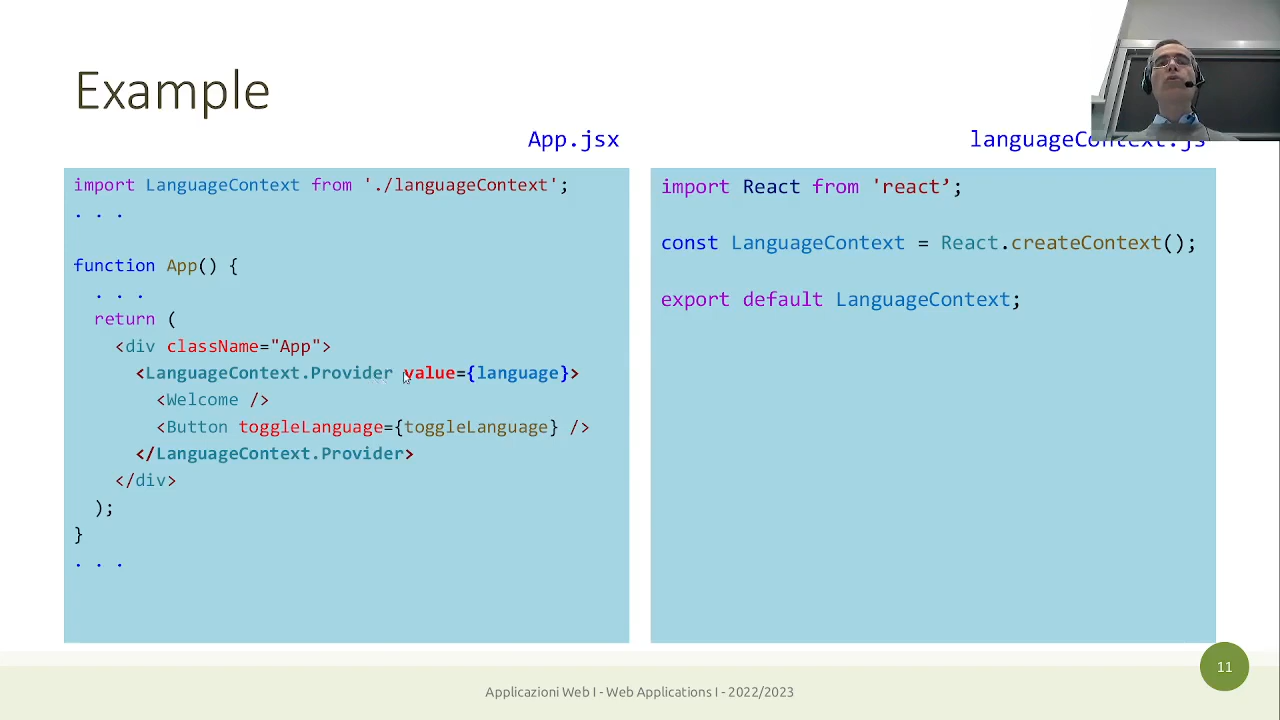 Example
App.jsx
import LanguageContext from './languageContext';
. . .
function App() {
. . .
return (
<div className="App">
<LanguageContext.Provider value={language}>
<Welcome />
<Button toggleLanguage={toggleLanguage} />
</LanguageContext.Provider>
</div>
);
}
. . .
languageContext.js
import React from 'react’;
const LanguageContext = React.createContext();
export default LanguageContext;
Applicazioni Web I - Web Applications I - 2022/2023
11